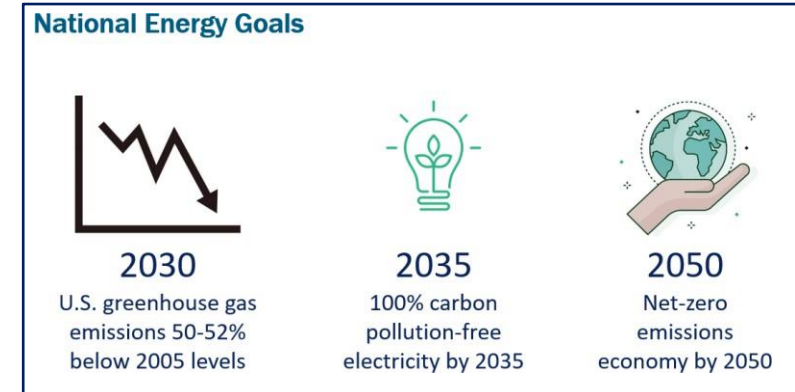 National Energy Goals
2030
U.S. greenhouse gas
emissions 50-52%
below 2005 levels
2035
100% carbon
pollution-free
electricity by 2035
2050
Net-zero
emissions
economy by 2050